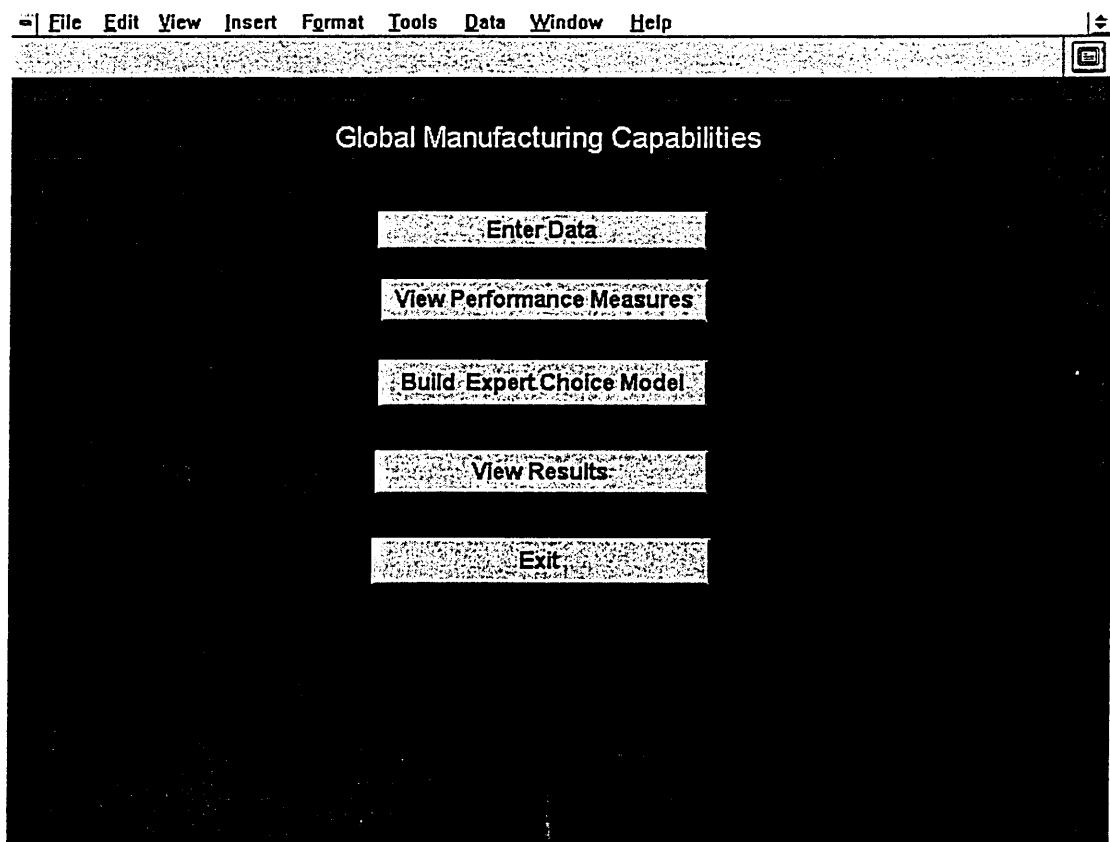 File Edit View Insert Format Tools Data Window Help
Global Manufacturing Capabilities
Enter Data
View Performance Measures
Build Expert Choice Model
View Results
Exit